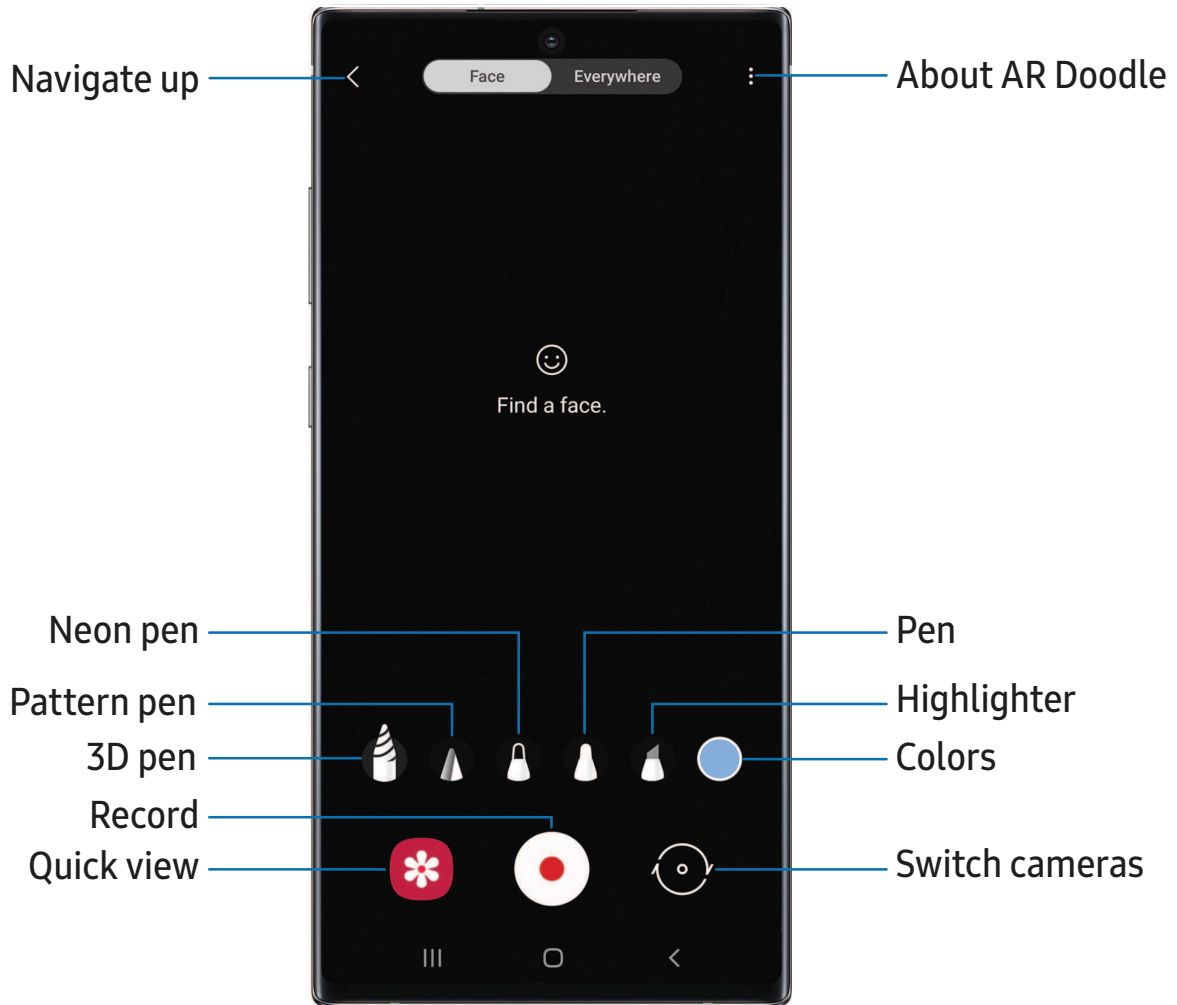 Navigate up
Face
Everywhere
About AR Doodle
Find a face.
Neon pen
Pen
Pattern pen
Highlighter
3D pen
Colors
Record
Quick view
Switch cameras